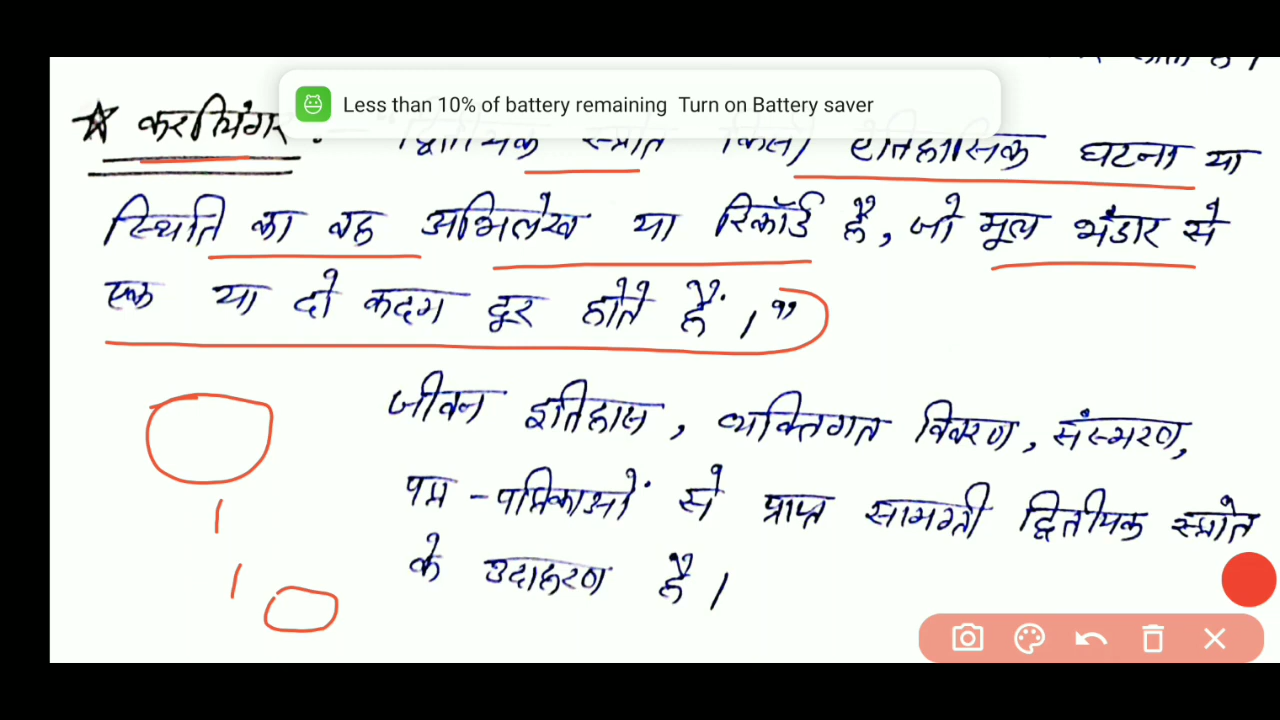 Less than 10% of battery remaining Turn on Battery saver
★ करलिंगर :- द्वितीयक स्त्रोत किसी ऐतिहासिक घटना या
स्थिति का वह अभिलेख या रिकॉर्ड है, जो मूल भंडार से
एक या दो कदम दूर होते हैं।”
जीवन इतिहास, व्यक्तिगत विवरण, संस्मरण,
पत्र - पत्रिकाओं से प्राप्त सामग्री द्वितीयक स्त्रोत
के उदाहरण है।